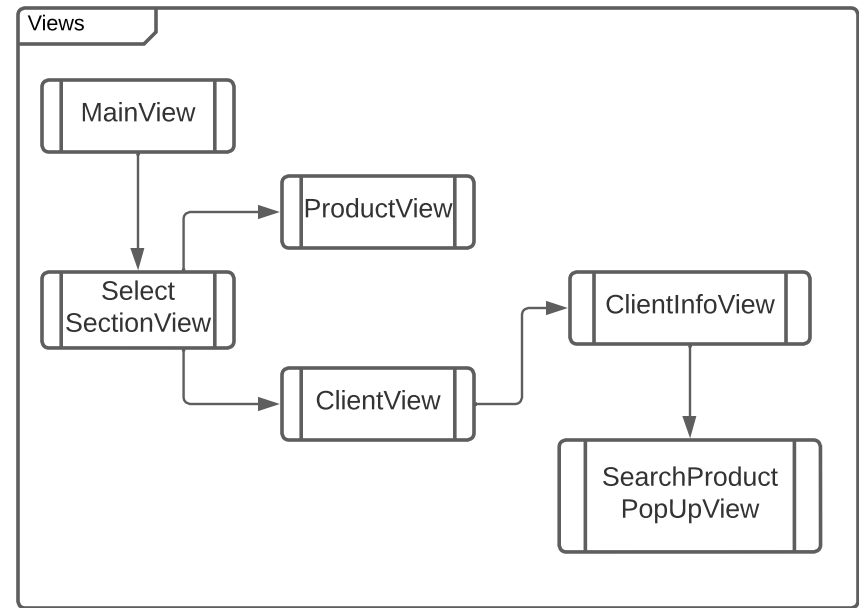 Views
MainView
ProductView
Select
SectionView
ClientInfoView
ClientView
SearchProduct
PopUpView